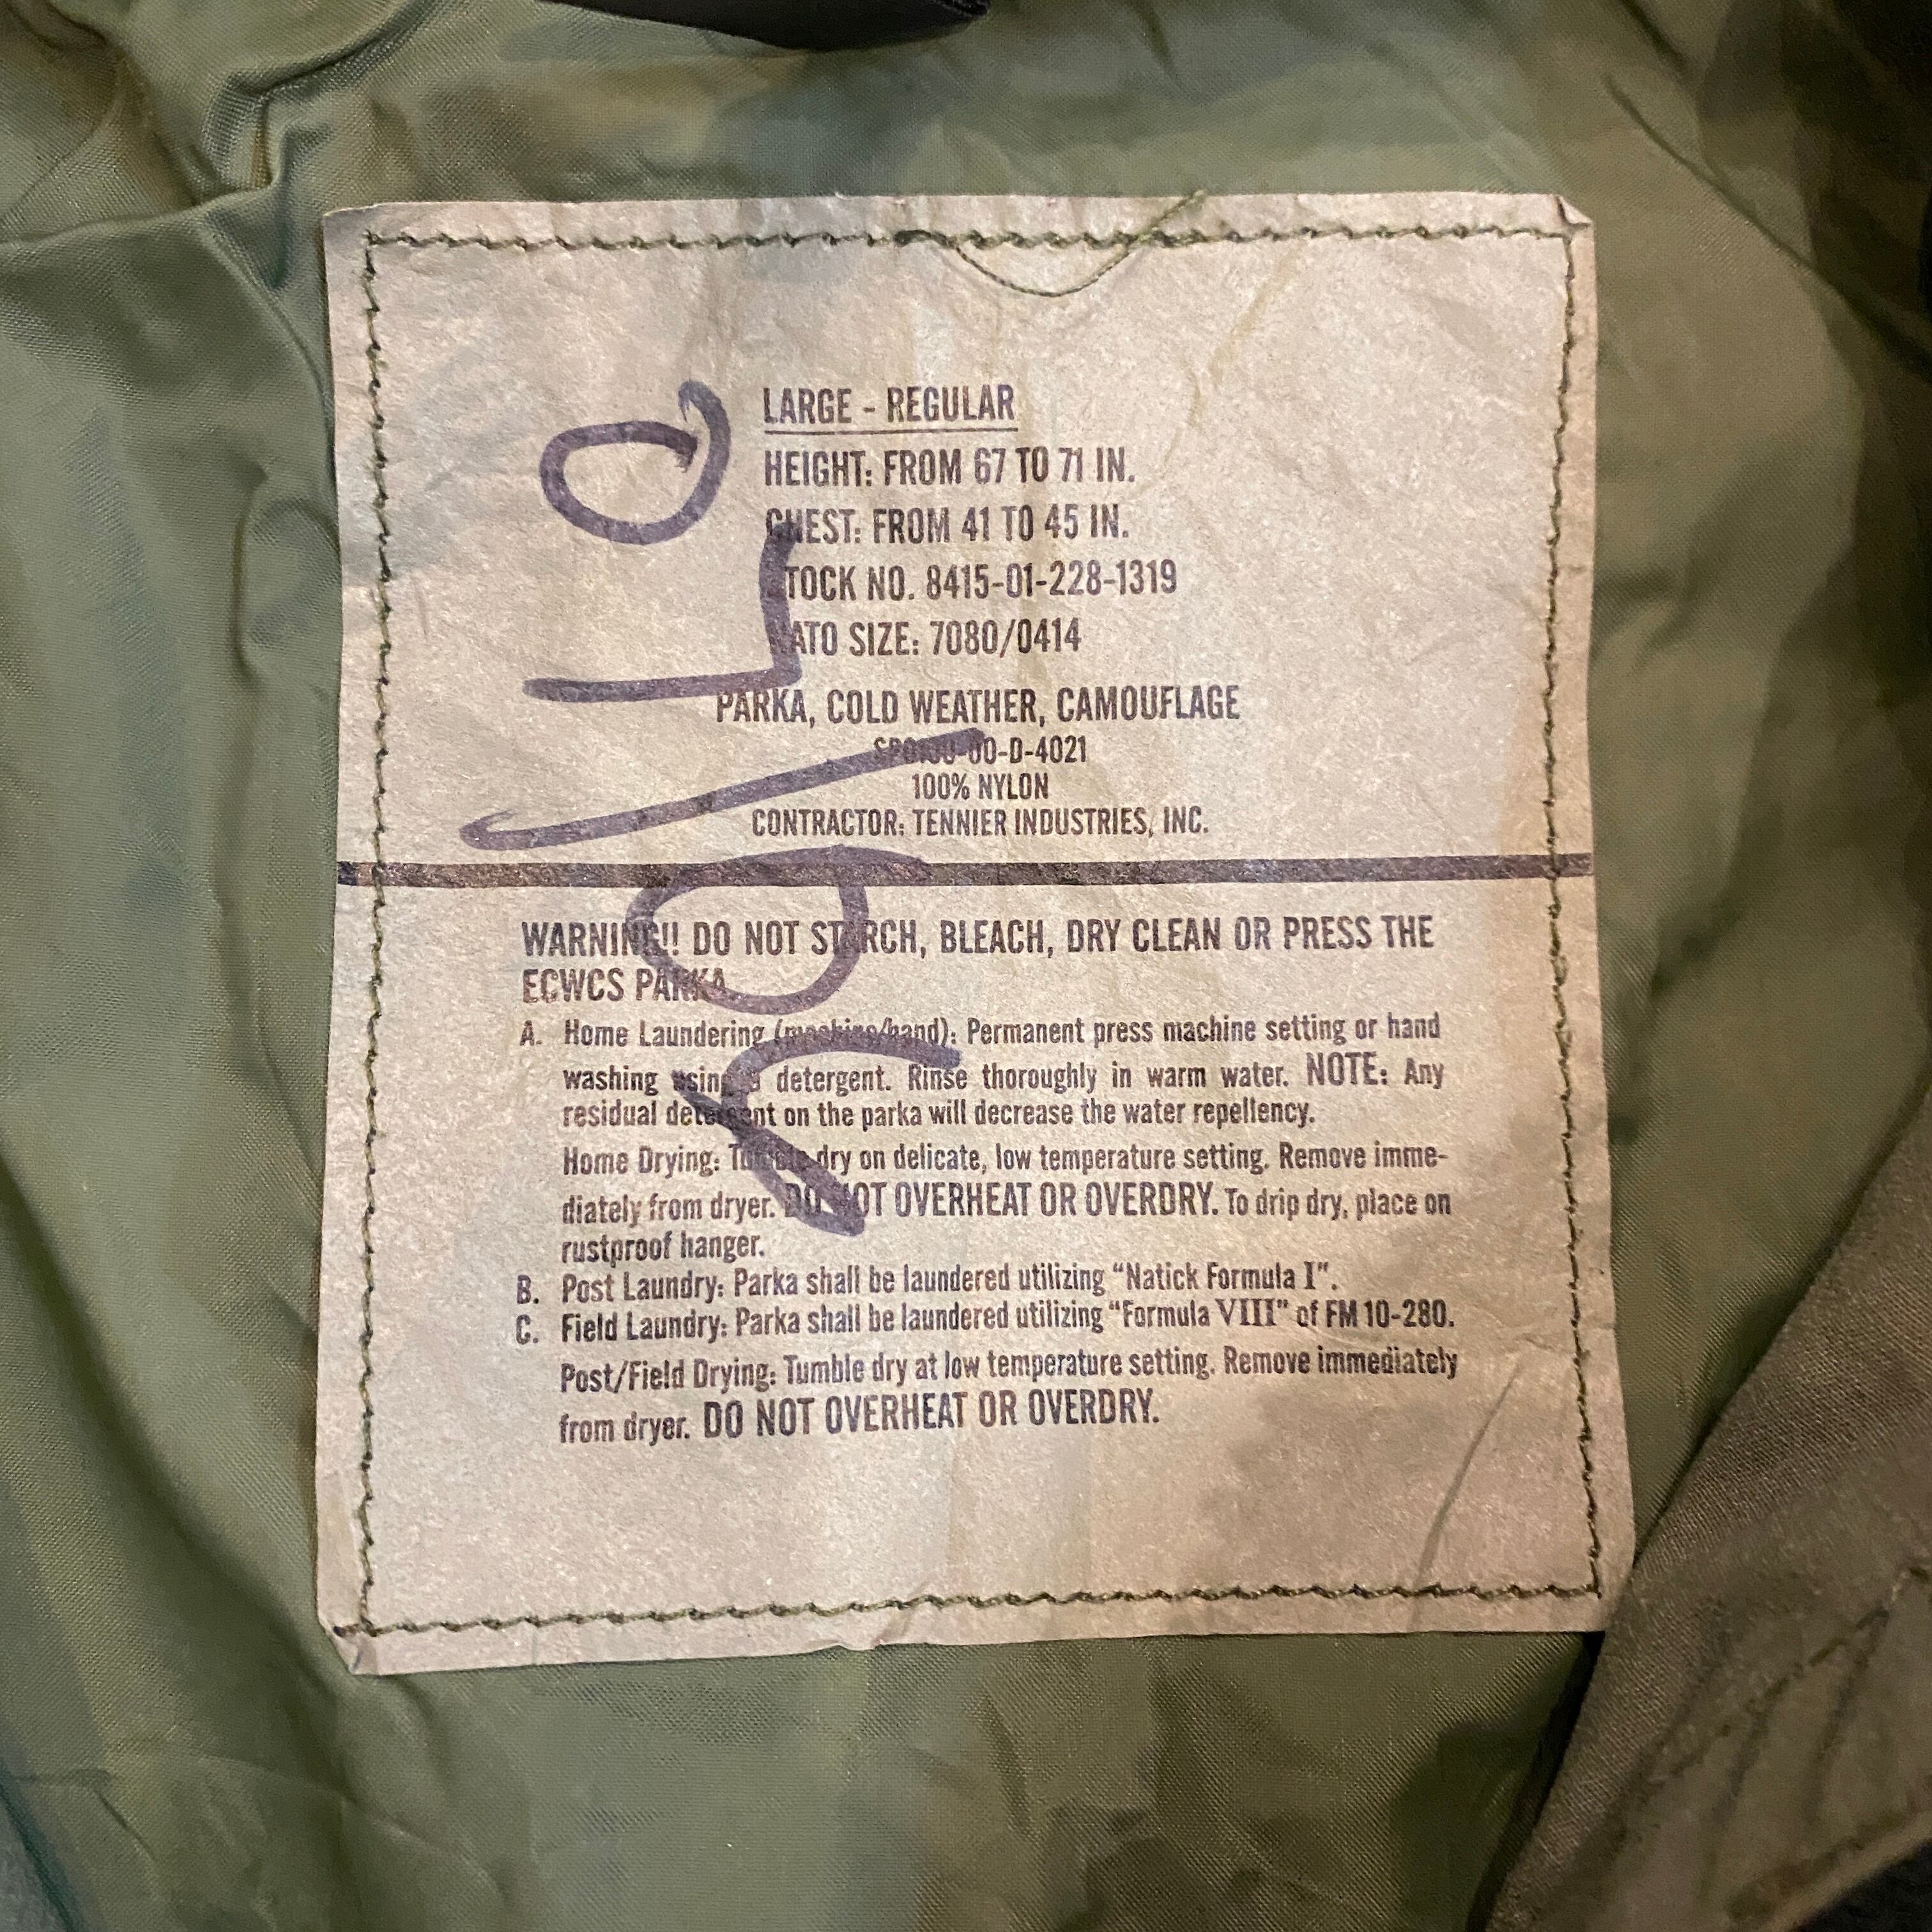 LARGE - REGULAR
HEIGHT: FROM 67 TO 71 IN.
CHEST: FROM 41 TO 45 IN.
STOCK NO. 8415-01-228-1319
NATO SIZE: 7080/0414
PARKA, COLD WEATHER, CAMOUFLAGE
SPO100-00-D-4021
100% NYLON
CONTRACTOR: TENNIER INDUSTRIES, INC.
WARNING!! DO NOT STARCH, BLEACH, DRY CLEAN OR PRESS THE
ECWCS PARKA.
A. Home Laundering (machine/hand): Permanent press machine setting or hand
washing using a detergent. Rinse thoroughly in warm water. NOTE: Any
residual detergent on the parka will decrease the water repellency.
Home Drying: Tumble dry on delicate, low temperature setting. Remove imme-
diately from dryer. DO NOT OVERHEAT OR OVERDRY. To drip dry, place on
rustproof hanger.
B. Post Laundry: Parka shall be laundered utilizing “Natick Formula I”.
C. Field Laundry: Parka shall be laundered utilizing “Formula VIII” of FM 10-280.
Post/Field Drying: Tumble dry at low temperature setting. Remove immediately
from dryer. DO NOT OVERHEAT OR OVERDRY.